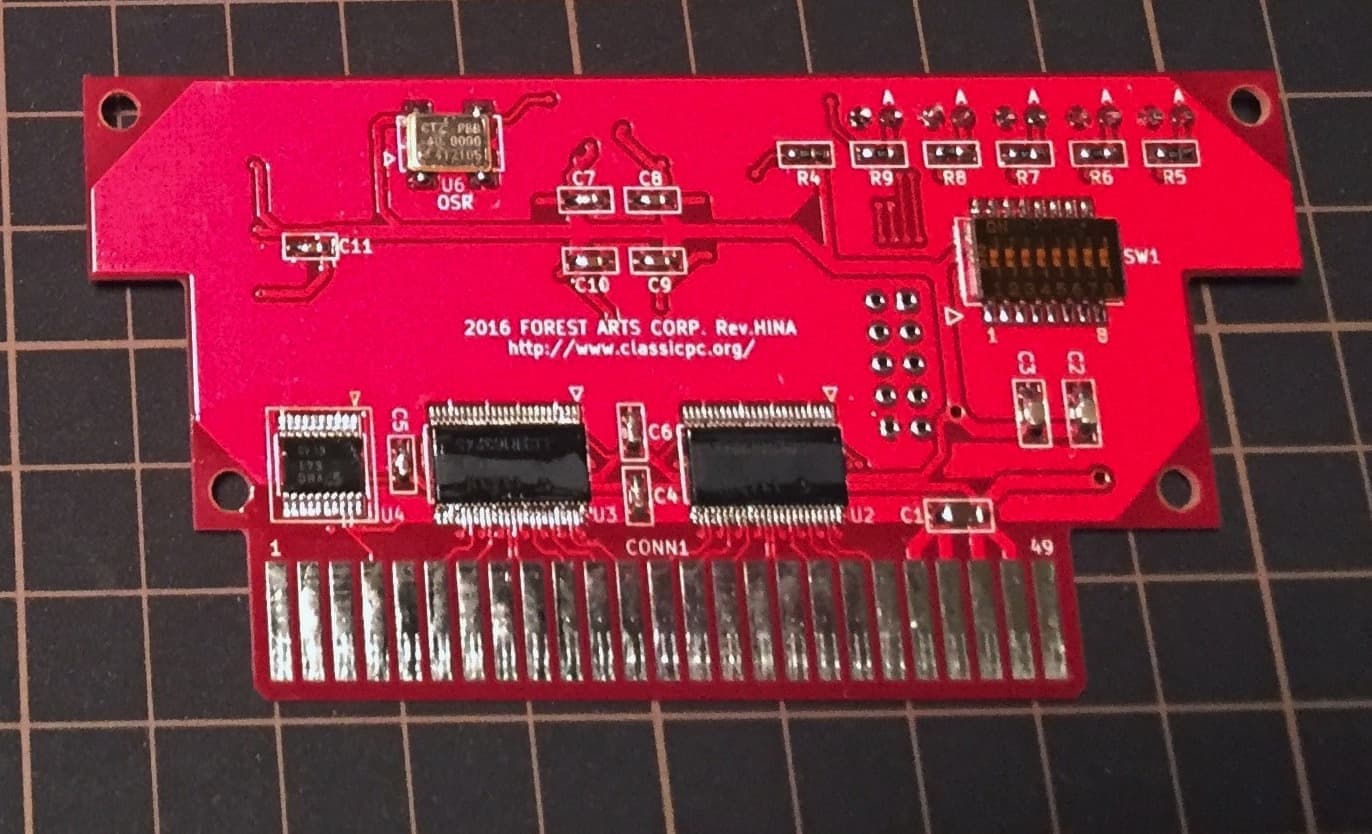 A A A A A
U6
OSR
C7 C8
R4 R9 R8 R7 R6 R5
C11
ON
SW1
C10 C9
1 8
2016 FOREST ARTS CORP. Rev.HINA
http://www.classicpc.org/
C3 C2
C5
C6
C4
U4 U3 U2 C1
1 CONN1 49